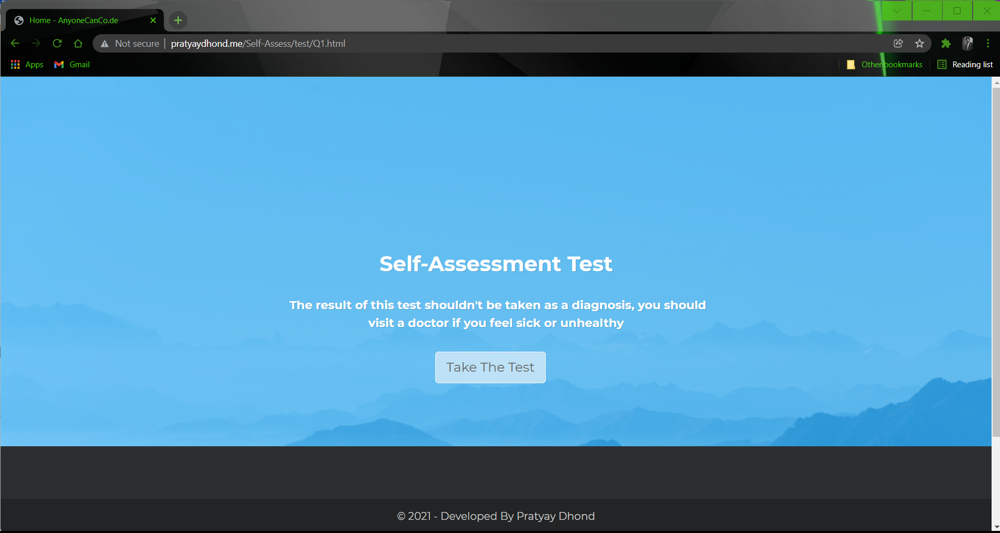 Home - AnyoneCanCo.de
Not secure | pratyaydhond.me/Self-Assess/test/Q1.html
Apps Gmail Other bookmarks Reading list
Self-Assessment Test
The result of this test shouldn't be taken as a diagnosis, you should
visit a doctor if you feel sick or unhealthy
Take The Test
© 2021 - Developed By Pratyay Dhond